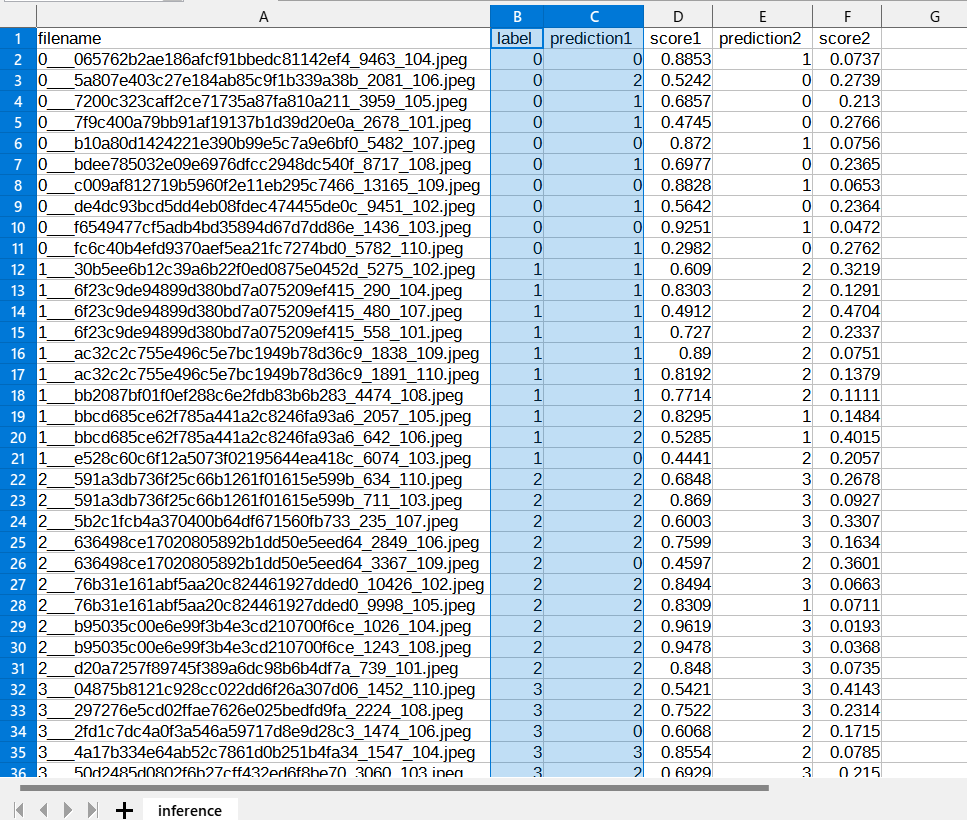 A B C D E F G
1 filename label prediction1 score1 prediction2 score2
2 0___065762b2ae186afcf91bbedc81142ef4_9463_104.jpeg 0 0 0.8853 1 0.0737
3 0___5a807e403c27e184ab85c9f1b339a38b_2081_106.jpeg 0 2 0.5242 0 0.2739
4 0___7200c323caff2ce71735a87fa810a211_3959_105.jpeg 0 1 0.6857 0 0.213
5 0___7f9c400a79bb91af19137b1d39d20e0a_2678_101.jpeg 0 1 0.4745 0 0.2766
6 0___b10a80d1424221e390b99e5c7a9e6bf0_5482_107.jpeg 0 0 0.872 1 0.0756
7 0___bdee785032e09e6976dfcc2948dc540f_8717_108.jpeg 0 1 0.6977 0 0.2365
8 0___c009af812719b5960f2e11eb295c7466_13165_109.jpeg 0 0 0.8828 1 0.0653
9 0___de4dc93bcd5dd4eb08fdec474455de0c_9451_102.jpeg 0 1 0.5642 0 0.2364
10 0___f6549477cf5adb4bd35894d67d7dd86e_1436_103.jpeg 0 0 0.9251 1 0.0472
11 0___fc6c40b4efd9370aef5ea21fc7274bd0_5782_110.jpeg 0 1 0.2982 0 0.2762
12 1___30b5ee6b12c39a6b22f0ed0875e0452d_5275_102.jpeg 1 1 0.609 2 0.3219
13 1___6f23c9de94899d380bd7a075209ef415_290_104.jpeg 1 1 0.8303 2 0.1291
14 1___6f23c9de94899d380bd7a075209ef415_480_107.jpeg 1 1 0.4912 2 0.4704
15 1___6f23c9de94899d380bd7a075209ef415_558_101.jpeg 1 1 0.727 2 0.2337
16 1___ac32c2c755e496c5e7bc1949b78d36c9_1838_109.jpeg 1 1 0.89 2 0.0751
17 1___ac32c2c755e496c5e7bc1949b78d36c9_1891_110.jpeg 1 1 0.8192 2 0.1379
18 1___bb2087bf01f0ef288c6e2fdb83b6b283_4474_108.jpeg 1 1 0.7714 2 0.1111
19 1___bbcd685ce62f785a441a2c8246fa93a6_2057_105.jpeg 1 2 0.8295 1 0.1484
20 1___bbcd685ce62f785a441a2c8246fa93a6_642_106.jpeg 1 2 0.5285 1 0.4015
21 1___e528c60c6f12a5073f02195644ea418c_6074_103.jpeg 1 0 0.4441 2 0.2057
22 2___591a3db736f25c66b1261f01615e599b_634_110.jpeg 2 2 0.6848 3 0.2678
23 2___591a3db736f25c66b1261f01615e599b_711_103.jpeg 2 2 0.869 3 0.0927
24 2___5b2c1fcb4a370400b64df671560fb733_235_107.jpeg 2 2 0.6003 3 0.3307
25 2___636498ce17020805892b1dd50e5eed64_2849_106.jpeg 2 2 0.7599 3 0.1634
26 2___636498ce17020805892b1dd50e5eed64_3367_109.jpeg 2 0 0.4597 2 0.3601
27 2___76b31e161abf5aa20c824461927dded0_10426_102.jpeg 2 2 0.8494 3 0.0663
28 2___76b31e161abf5aa20c824461927dded0_9998_105.jpeg 2 2 0.8309 1 0.0711
29 2___b95035c00e6e99f3b4e3cd210700f6ce_1026_104.jpeg 2 2 0.9619 3 0.0193
30 2___b95035c00e6e99f3b4e3cd210700f6ce_1243_108.jpeg 2 2 0.9478 3 0.0368
31 2___d20a7257f89745f389a6dc98b6b4df7a_739_101.jpeg 2 2 0.848 3 0.0735
32 3___04875b8121c928cc022dd6f26a307d06_1452_110.jpeg 3 2 0.5421 3 0.4143
33 3___297276e5cd02ffae7626e025bedfd9fa_2224_108.jpeg 3 2 0.7522 3 0.2314
34 3___2fd1c7dc4a0f3a546a59717d8e9d28c3_1474_106.jpeg 3 0 0.6068 2 0.1715
35 3___4a17b334e64ab52c7861d0b251b4fa34_1547_104.jpeg 3 3 0.8554 2 0.0785
36 3___50d2485d0802f6b27cff432ed6f8be70_3060_103.jpeg 3 2 0.6929 3 0.215
inference